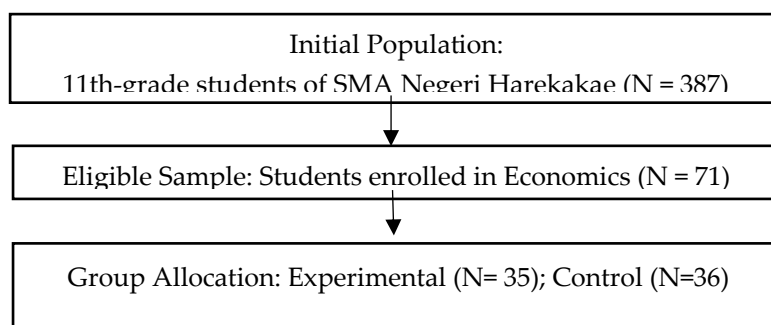 Initial Population:
11th-grade students of SMA Negeri Harekakae (N = 387)
Eligible Sample: Students enrolled in Economics (N = 71)
Group Allocation: Experimental (N= 35); Control (N=36)